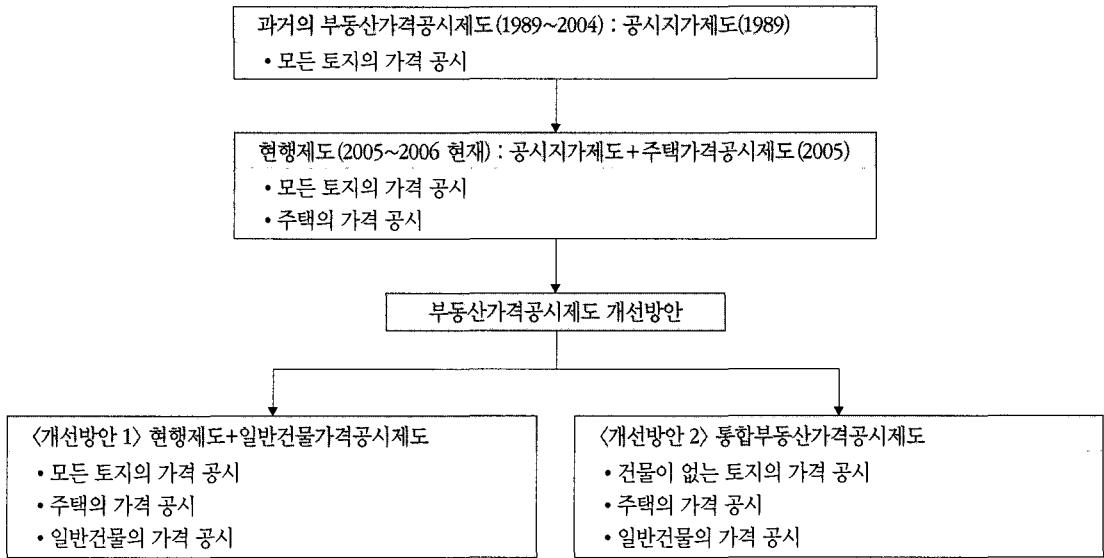 과거의 부동산가격공시제도(1989~2004) : 공시지가제도(1989)
• 모든 토지의 가격 공시
현행제도(2005~2006 현재) : 공시지가제도+주택가격공시제도(2005)
• 모든 토지의 가격 공시
• 주택의 가격 공시
부동산가격공시제도 개선방안
〈개선방안 1〉 현행제도+일반건물가격공시제도
• 모든 토지의 가격 공시
• 주택의 가격 공시
• 일반건물의 가격 공시
〈개선방안 2〉 통합부동산가격공시제도
• 건물이 없는 토지의 가격 공시
• 주택의 가격 공시
• 일반건물의 가격 공시